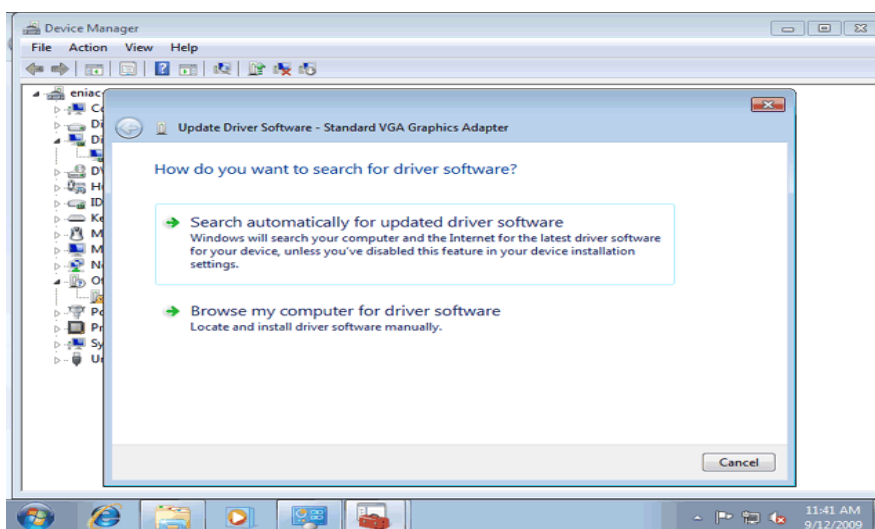 Device Manager
File Action View Help
eniac
Update Driver Software - Standard VGA Graphics Adapter
How do you want to search for driver software?
Search automatically for updated driver software
Windows will search your computer and the Internet for the latest driver software
for your device, unless you've disabled this feature in your device installation
settings.
Browse my computer for driver software
Locate and install driver software manually.
Cancel
11:41 AM
9/12/2009